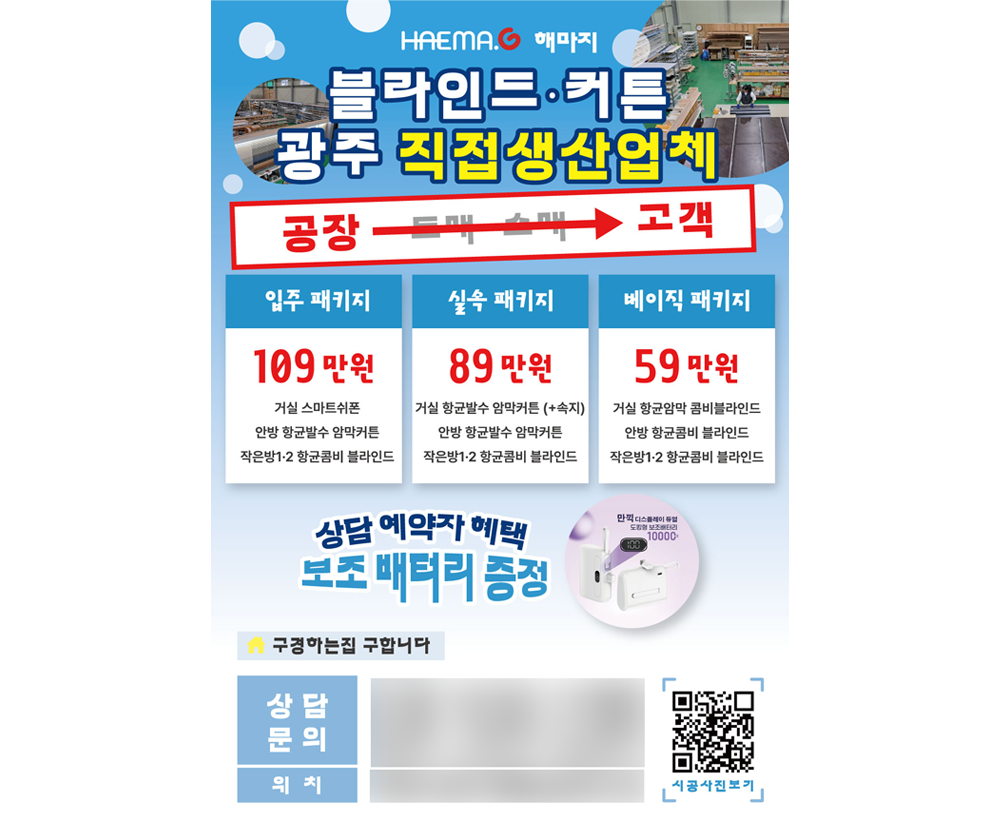 HAEMA.G 해마지
블라인드·커튼
광주 직접생산업체
공장 도매 소매 고객
입주 패키지
109 만원
거실 스마트쉬폰
안방 항균발수 암막커튼
작은방1·2 항균콤비 블라인드
실속 패키지
89 만원
거실 항균발수 암막커튼 (+속지)
안방 항균발수 암막커튼
작은방1·2 항균콤비 블라인드
베이직 패키지
59 만원
거실 항균암막 콤비블라인드
안방 항균콤비 블라인드
작은방1·2 항균콤비 블라인드
상담 예약자 혜택
보조 배터리 증정
만찍 디스플레이 듀얼
도킹형 보조배터리
10000
100
구경하는집 구합니다
상담
문의
위치
시공사진보기